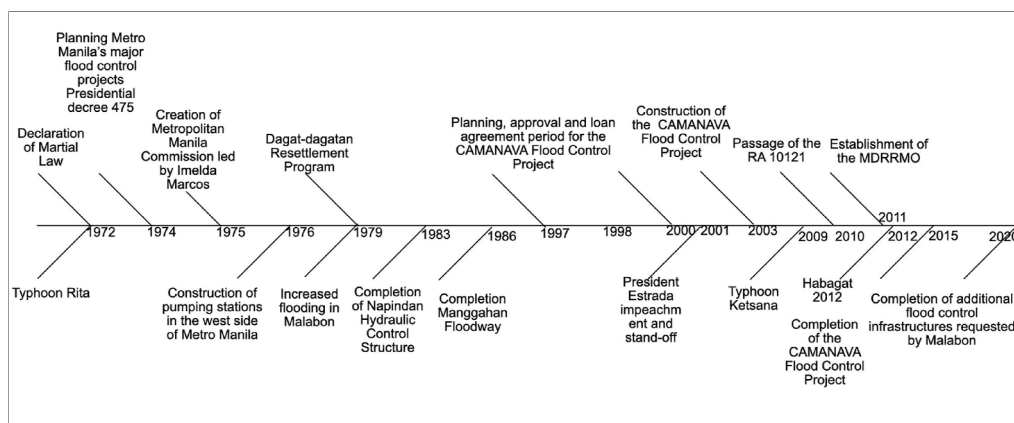 Planning Metro
Manila's major
flood control
projects
Presidential
decree 475
Declaration
of Martial
Law
Creation of
Metropolitan
Manila
Commission led
by Imelda
Marcos
Dagat-dagatan
Resettlement
Program
Planning, approval and loan
agreement period for the
CAMANAVA Flood Control
Project
Construction of
the CAMANAVA
Flood Control
Project
Passage of the
RA 10121
Establishment of
the MDRRMO
1972
1974
1975
1976
1979
1983
1986
1997
1998
2000
2001
2003
2009
2010
2011
2012
2015
2020
Typhoon Rita
Construction of
pumping stations
in the west side
of Metro Manila
Increased
flooding in
Malabon
Completion
of Napindan
Hydraulic
Control
Structure
Completion
Manggahan
Floodway
President
Estrada
impeachm
ent and
stand-off
Typhoon
Ketsana
Habagat
2012
Completion
of the
CAMANAVA
Flood Control
Project
Completion of additional
flood control
infrastructures requested
by Malabon